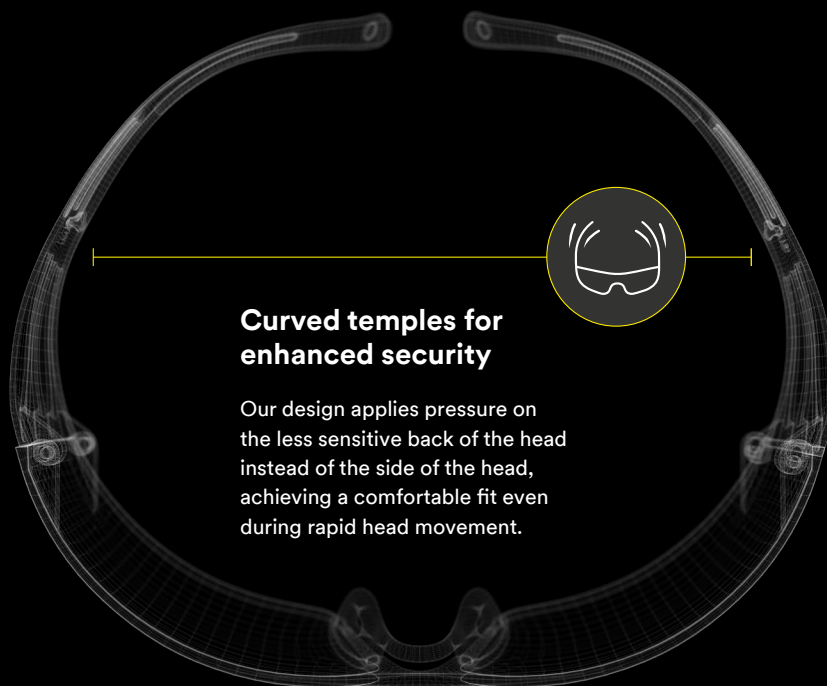 Curved temples for
enhanced security
Our design applies pressure on
the less sensitive back of the head
instead of the side of the head,
achieving a comfortable fit even
during rapid head movement.